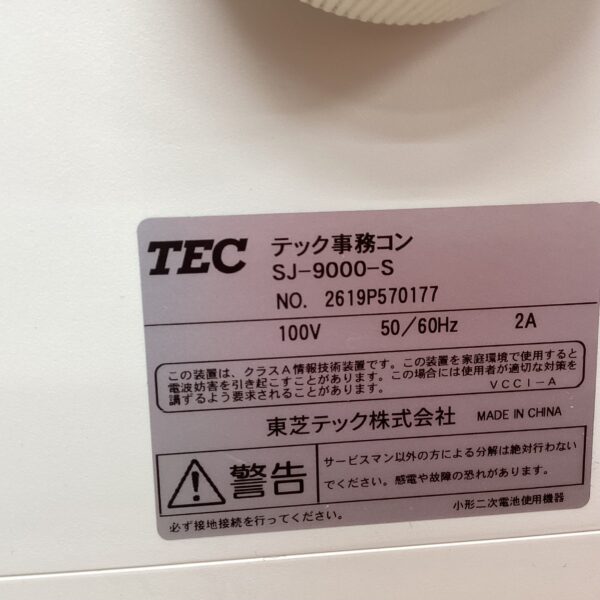 TEC テック事務コン
SJ-9000-S
NO. 2619P570177
100V 50/60Hz 2A
この装置は、クラスA情報技術装置です。この装置を家庭環境で使用すると
電波妨害を引き起こすことがあります。この場合には使用者が適切な対策を
講ずるよう要求されることがあります。 VCCI-A
東芝テック株式会社 MADE IN CHINA
警告
サービスマン以外の方による分解は絶対行わない
でください。感電や故障の恐れがあります。
必ず接地接続を行ってください。 小形二次電池使用機器